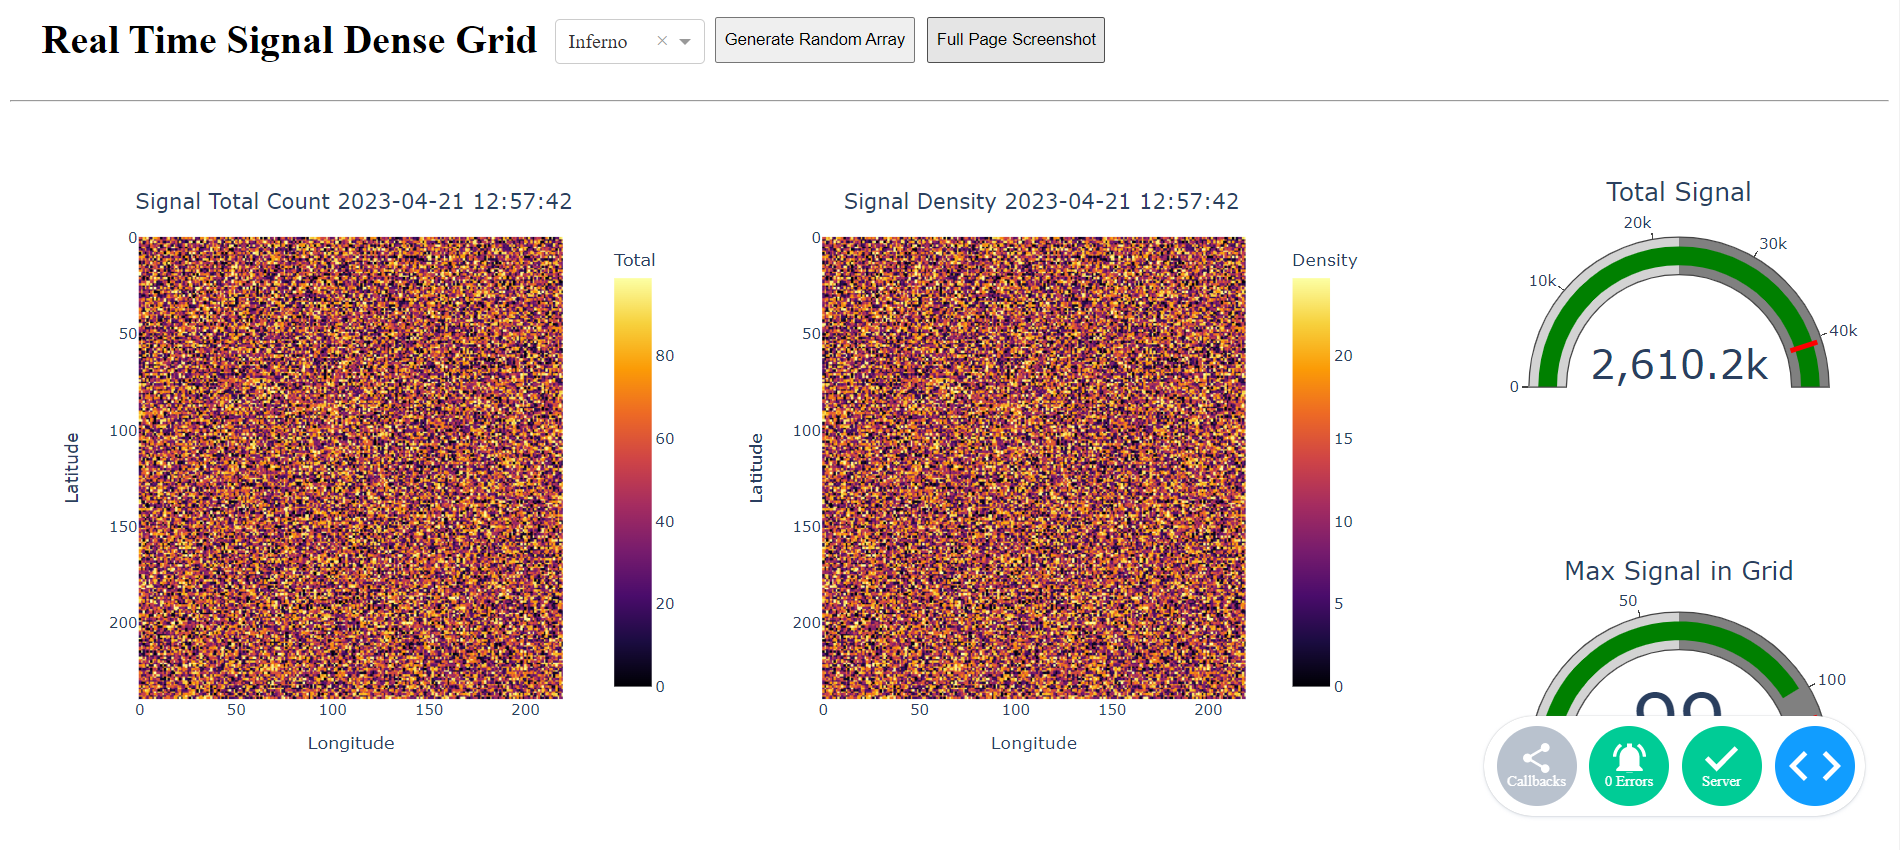 Real Time Signal Dense Grid
Inferno × 
Generate Random Array
Full Page Screenshot
Signal Total Count 2023-04-21 12:57:42
0
50
100
150
200
Latitude
0 50 100 150 200
Longitude
Total
80
60
40
20
0
Signal Density 2023-04-21 12:57:42
0
50
100
150
200
Latitude
0 50 100 150 200
Longitude
Density
20
15
10
5
0
Total Signal
0
10k
20k
30k
40k
2,610.2k
Max Signal in Grid
50
100
Callbacks
0 Errors
Server